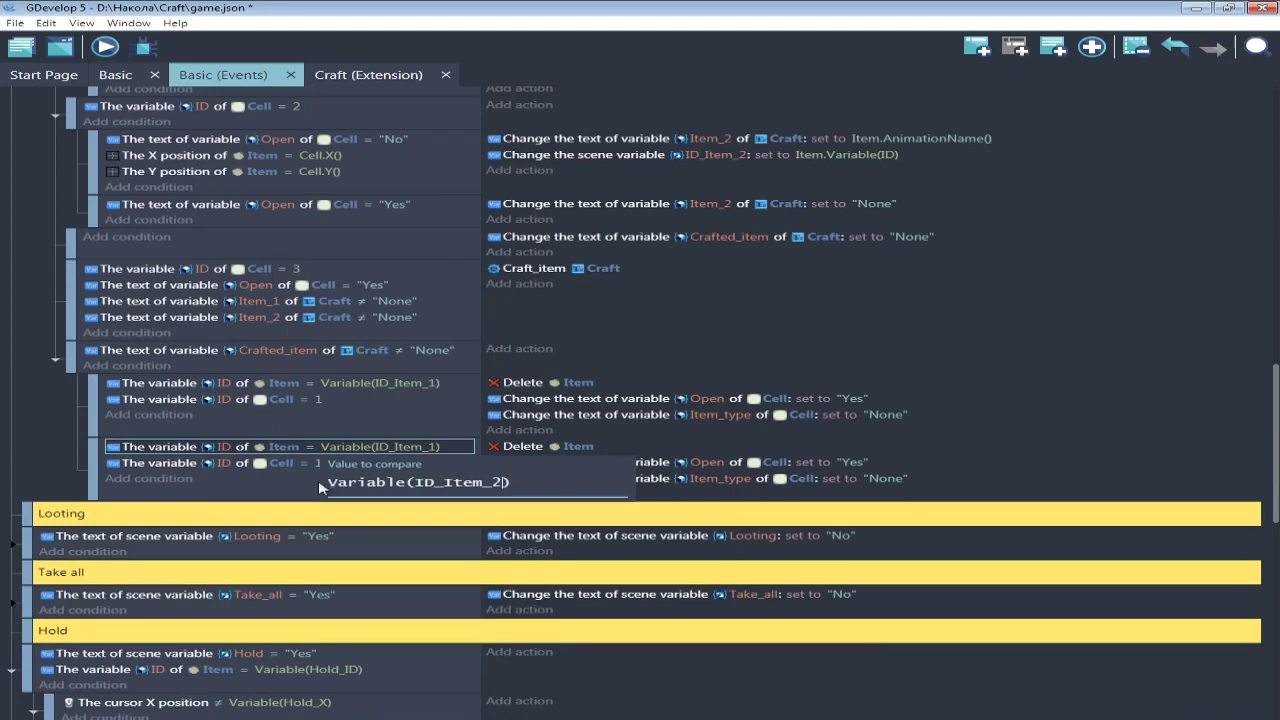 GDevelop 5 - D:\Накола\Craft\game.json *
File Edit View Window Help
Start Page Basic × Basic (Events) × Craft (Extension) ×
Add condition Add action
The variable ID of Cell = 2 Add action
Add condition
The text of variable Open of Cell = "No" Change the text of variable Item_2 of Craft: set to Item.AnimationName()
The X position of Item = Cell.X() Change the scene variable ID_Item_2: set to Item.Variable(ID)
The Y position of Item = Cell.Y() Add action
Add condition
The text of variable Open of Cell = "Yes" Change the text of variable Item_2 of Craft: set to "None"
Add condition Add action
Add condition Change the text of variable Crafted_item of Craft: set to "None"
Add action
The variable ID of Cell = 3 Craft_item Craft
The text of variable Open of Cell = "Yes" Add action
The text of variable Item_1 of Craft ≠ "None"
The text of variable Item_2 of Craft ≠ "None"
Add condition
The text of variable Crafted_item of Craft ≠ "None" Add action
Add condition
The variable ID of Item = Variable(ID_Item_1) Delete Item
The variable ID of Cell = 1 Change the text of variable Open of Cell: set to "Yes"
Add condition Change the text of variable Item_type of Cell: set to "None"
Add action
The variable ID of Item = Variable(ID_Item_1) Delete Item
The variable ID of Cell = 1 Value to compare variable Open of Cell: set to "Yes"
Add condition Variable(ID_Item_2) variable Item_type of Cell: set to "None"
Looting
The text of scene variable Looting = "Yes" Change the text of scene variable Looting: set to "No"
Add condition Add action
Take all
The text of scene variable Take_all = "Yes" Change the text of scene variable Take_all: set to "No"
Add condition Add action
Hold
The text of scene variable Hold = "Yes" Add action
The variable ID of Item = Variable(Hold_ID)
Add condition
The cursor X position ≠ Variable(Hold_X) Add action
Add condition